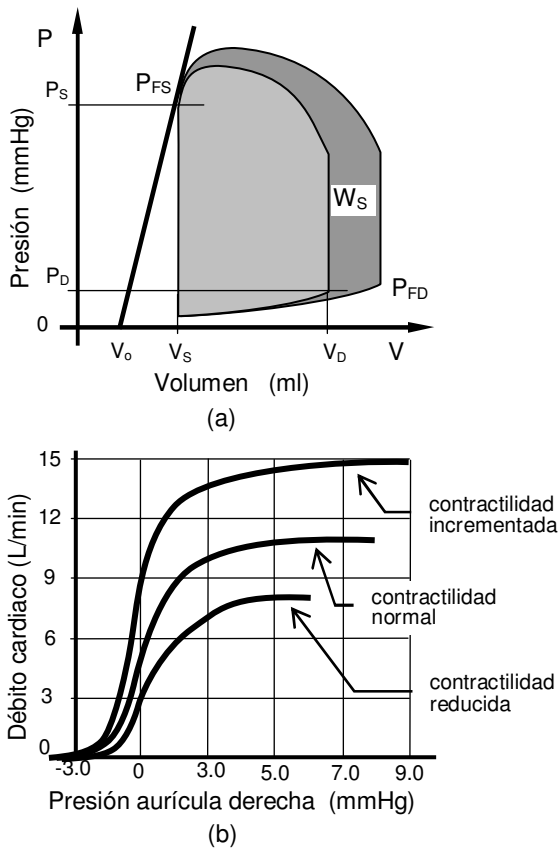 P
P_S
P_FS
Presión (mmHg)
W_S
P_D
P_FD
0
V_o
V_S
V_D
V
Volumen (ml)
(a)
15
12
9
6
3
0
Débito cardiaco (L/min)
contractilidad
incrementada
contractilidad
normal
contractilidad
reducida
-3.0 0 3.0 5.0 7.0 9.0
Presión aurícula derecha (mmHg)
(b)